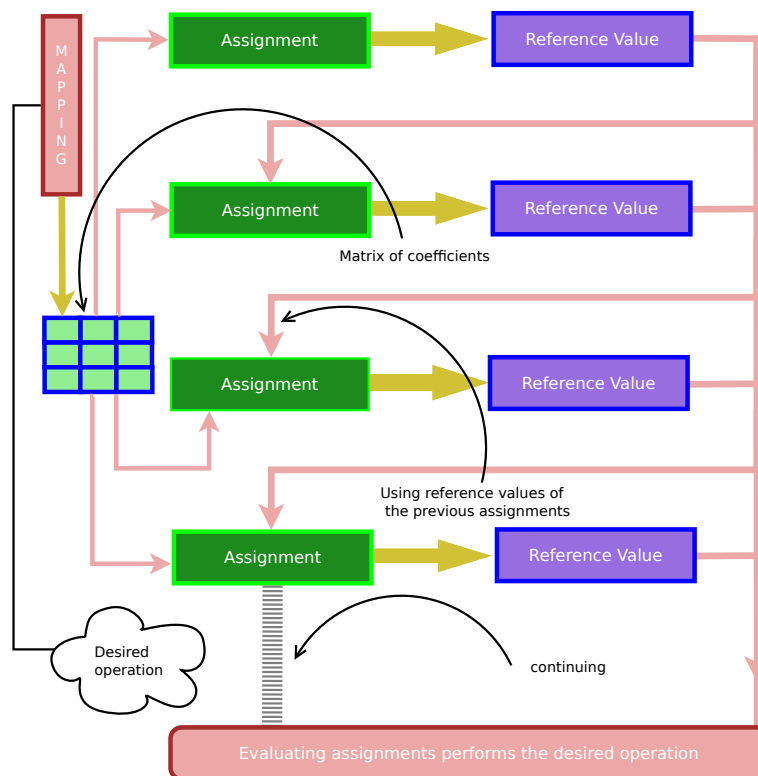 MAPPING
Assignment
Reference Value
Assignment
Reference Value
Matrix of coefficients
Assignment
Reference Value
Using reference values of
the previous assignments
Assignment
Reference Value
Desired
operation
continuing
Evaluating assignments performs the desired operation